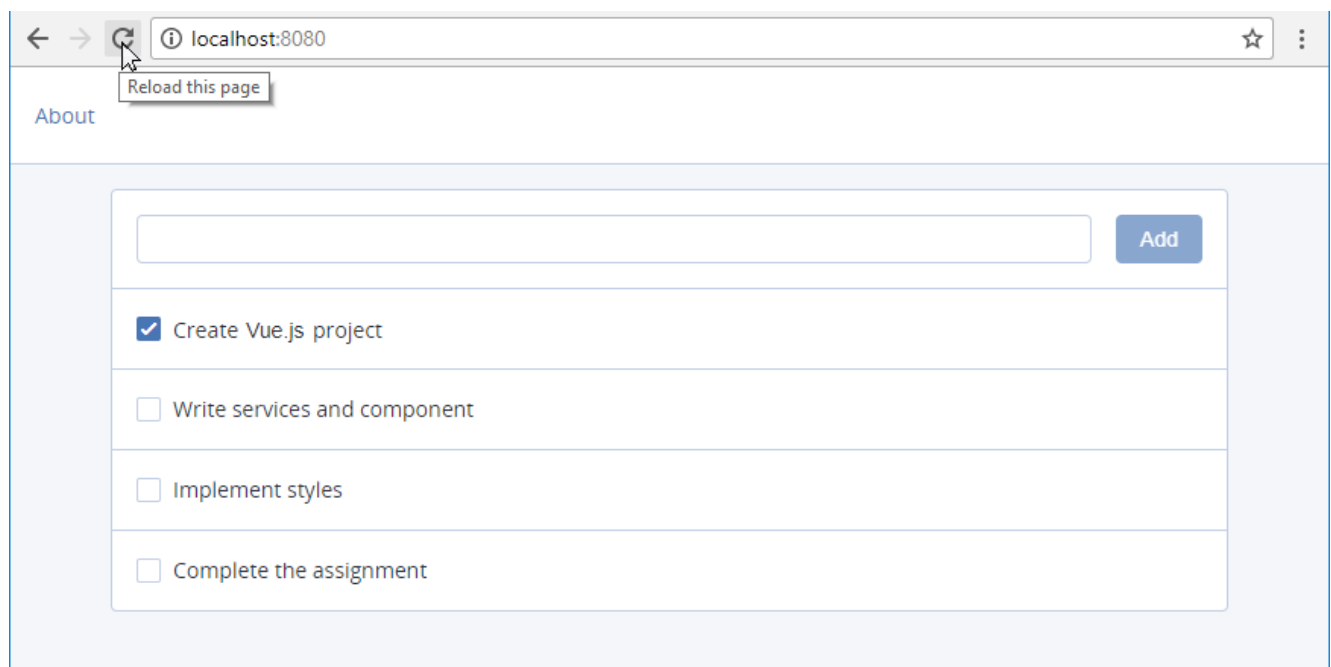 localhost:8080
Reload this page
About
Add
Create Vue.js project
Write services and component
Implement styles
Complete the assignment